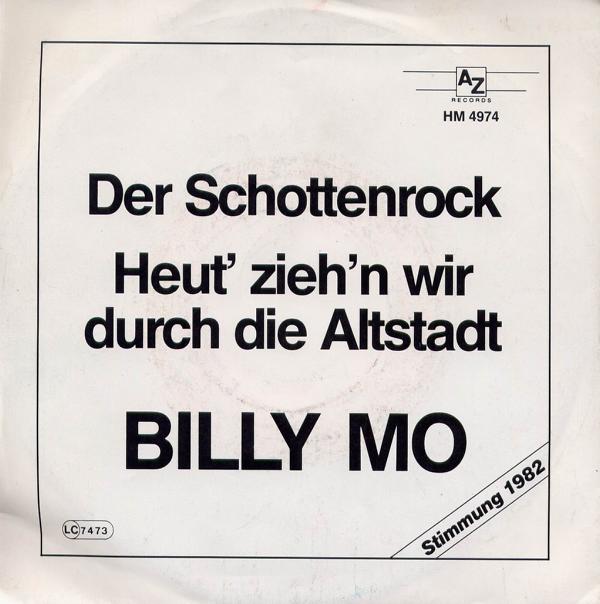 AZ
RECORDS
HM 4974
Der Schottenrock
Heut' zieh'n wir
durch die Altstadt
BILLY MO
Stimmung 1982
LC 7473